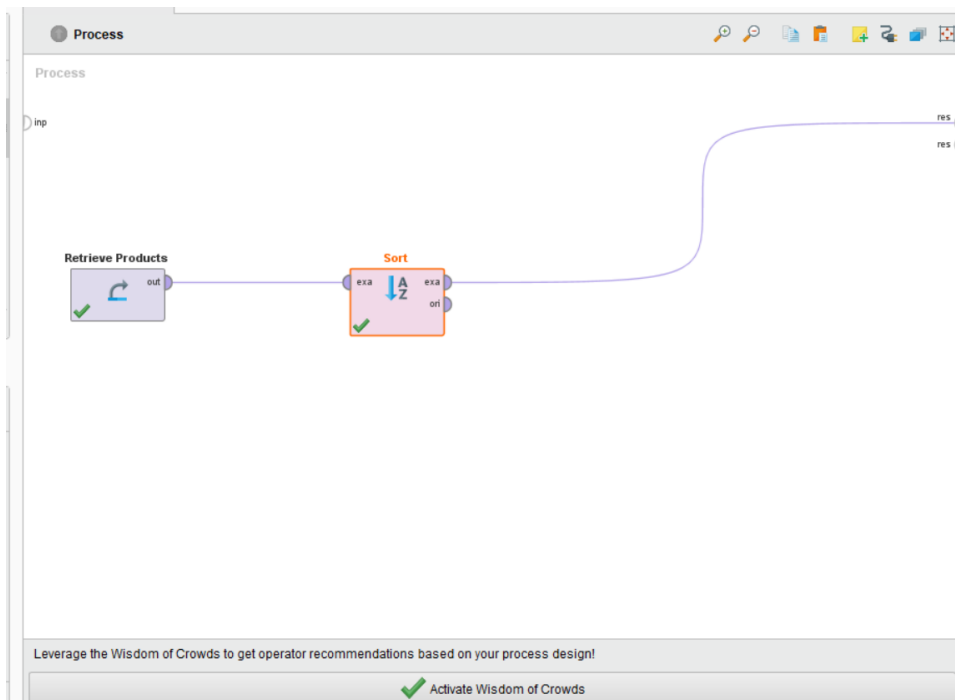 Process
Process
inp
res
res
Retrieve Products
out
Sort
exa
exa
ori
A
Z
Leverage the Wisdom of Crowds to get operator recommendations based on your process design!
Activate Wisdom of Crowds